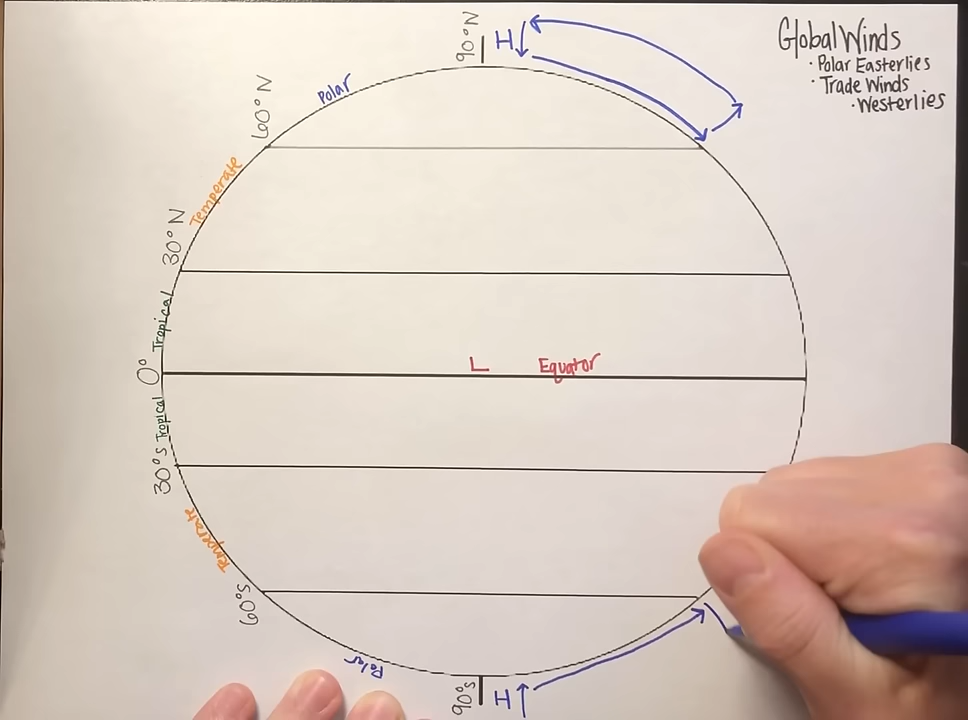 Global Winds
· Polar Easterlies
· Trade Winds
· Westerlies
90°N
H
60°N
Polar
Temperate
30°N
Tropical
0°
L
Equator
Tropical
30°S
Temperate
60°S
Polar
90°S
H